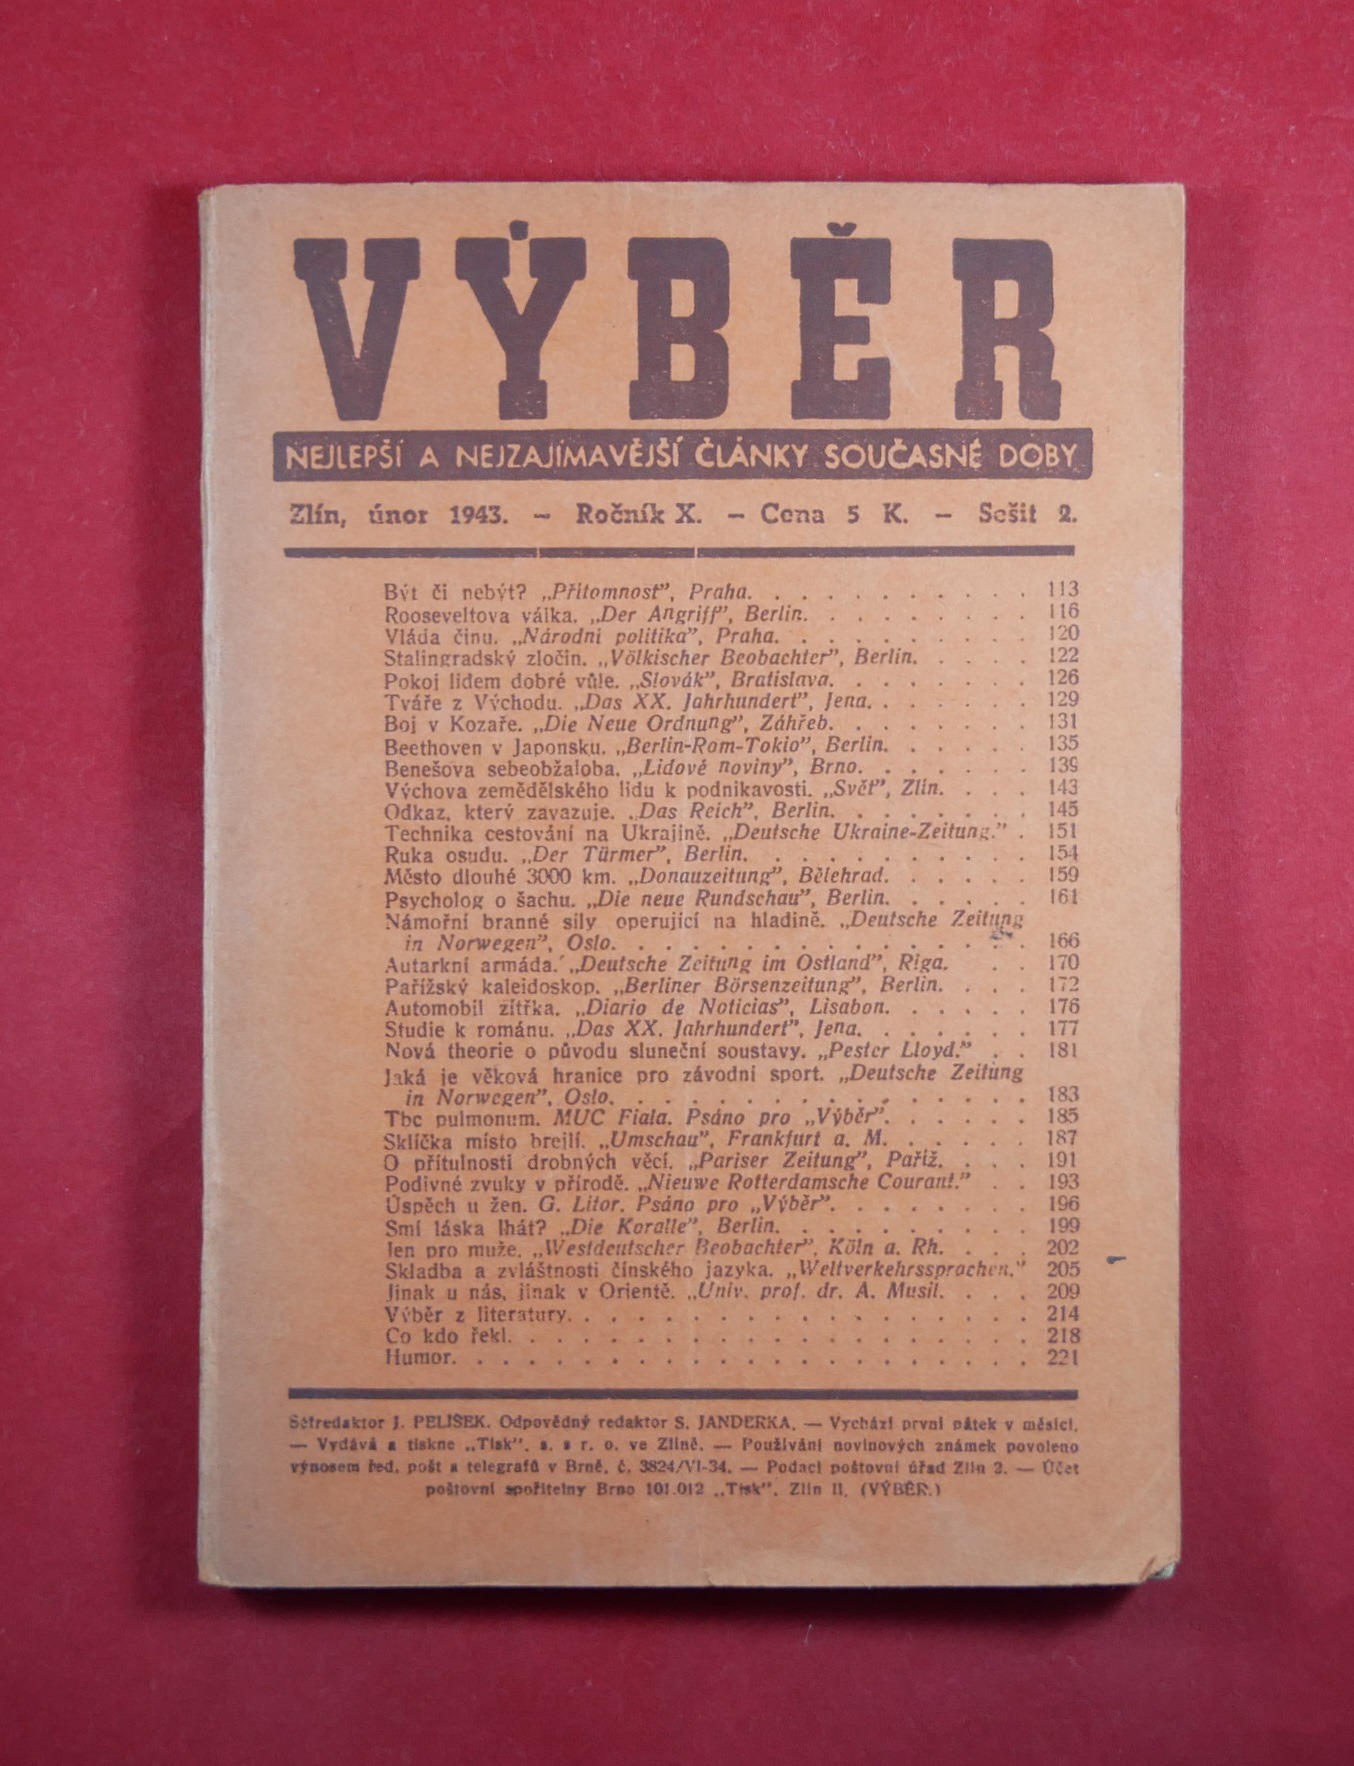 VÝBĚR
NEJLEPŠÍ A NEJZAJÍMAVĚJŠÍ ČLÁNKY SOUČASNÉ DOBY
Zlín, únor 1943. – Ročník X. – Cena 5 K. – Sešit 2.
Být či nebýt? „Přítomnost”, Praha. . . . . . . . . . . 113
Rooseveltova válka. „Der Angriff”, Berlin. . . . . . . . . 116
Vláda činu. „Národní politika”, Praha. . . . . . . . . . 120
Stalingradský zločin. „Völkischer Beobachter”, Berlin. . . . . 122
Pokoj lidem dobré vůle. „Slovák”, Bratislava. . . . . . . . 126
Tváře z Východu. „Das XX. Jahrhundert”, Jena. . . . . . . 129
Boj v Kozaře. „Die Neue Ordnung”, Záhřeb. . . . . . . . 131
Beethoven v Japonsku. „Berlin-Rom-Tokio”, Berlin. . . . . . 135
Benešova sebeobžaloba. „Lidové noviny”, Brno. . . . . . . 139
Výchova zemědělského lidu k podnikavosti. „Svět”, Zlín. . . . 143
Odkaz, který zavazuje. „Das Reich”, Berlin. . . . . . . . 145
Technika cestování na Ukrajině. „Deutsche Ukraine-Zeitung.” . 151
Ruka osudu. „Der Türmer”, Berlin. . . . . . . . . . . 154
Město dlouhé 3000 km. „Donauzeitung”, Bělehrad. . . . . . 159
Psycholog o šachu. „Die neue Rundschau”, Berlin. . . . . . 161
Námořní branné síly operující na hladině. „Deutsche Zeitung
in Norwegen”, Oslo. . . . . . . . . . . . . . . . 166
Autarkní armáda. „Deutsche Zeitung im Ostland”, Riga. . . 170
Pařížský kaleidoskop. „Berliner Börsenzeitung”, Berlin. . . . 172
Automobil zítřka. „Diario de Noticias”, Lisabon. . . . . . 176
Studie k románu. „Das XX. Jahrhundert”, Jena. . . . . . . 177
Nová theorie o původu sluneční soustavy. „Pester Lloyd.” . . 181
Jaká je věková hranice pro závodní sport. „Deutsche Zeitung
in Norwegen”, Oslo. . . . . . . . . . . . . . . . 183
Tbc pulmonum. MUC Fiala. Psáno pro „Výběr”. . . . . . 185
Sklíčka místo brejlí. „Umschau”, Frankfurt a. M. . . . . . 187
O přítulnosti drobných věcí. „Pariser Zeitung”, Paříž. . . . 191
Podivné zvuky v přírodě. „Nieuwe Rotterdamsche Courant.” . . 193
Úspěch u žen. G. Litor. Psáno pro „Výběr”. . . . . . . . 196
Smí láska lhát? „Die Koralle”, Berlin. . . . . . . . . . 199
Jen pro muže. „Westdeutscher Beobachter”, Köln a. Rh. . . . 202
Skladba a zvláštnosti čínského jazyka. „Weltverkehrssprachen.” 205
Jinak u nás, jinak v Orientě. „Univ. prof. dr. A. Musil. . . . 209
Výběr z literatury. . . . . . . . . . . . . . . . . . 214
Co kdo řekl. . . . . . . . . . . . . . . . . . . . 218
Humor. . . . . . . . . . . . . . . . . . . . . . 221
Šéfredaktor J. PELÍŠEK. Odpovědný redaktor S. JANDERKA. — Vychází první pátek v měsíci.
— Vydává a tiskne „Tisk”, s. s r. o. ve Zlíně. — Používání novinových známek povoleno
výnosem řed. pošt a telegrafů v Brně, č. 3824/VI-34. — Podací poštovní úřad Zlín 2. — Účet
poštovní spořitelny Brno 101.012 „Tisk”, Zlín II. (VÝBĚR.)